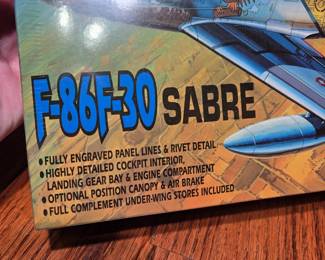 F-86F-30 SABRE
• FULLY ENGRAVED PANEL LINES & RIVET DETAIL
• HIGHLY DETAILED COCKPIT INTERIOR,
LANDING GEAR BAY & ENGINE COMPARTMENT
• OPTIONAL POSITION CANOPY & AIR BRAKE
• FULL COMPLEMENT UNDER-WING STORES INCLUDED